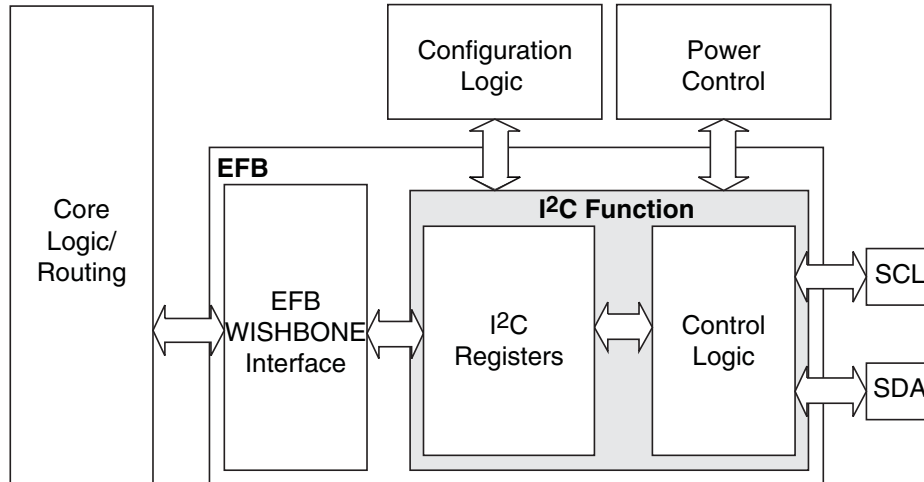 Configuration
Logic
Power
Control
EFB
Core
Logic/
Routing
I²C Function
EFB
WISHBONE
Interface
I²C
Registers
Control
Logic
SCL
SDA